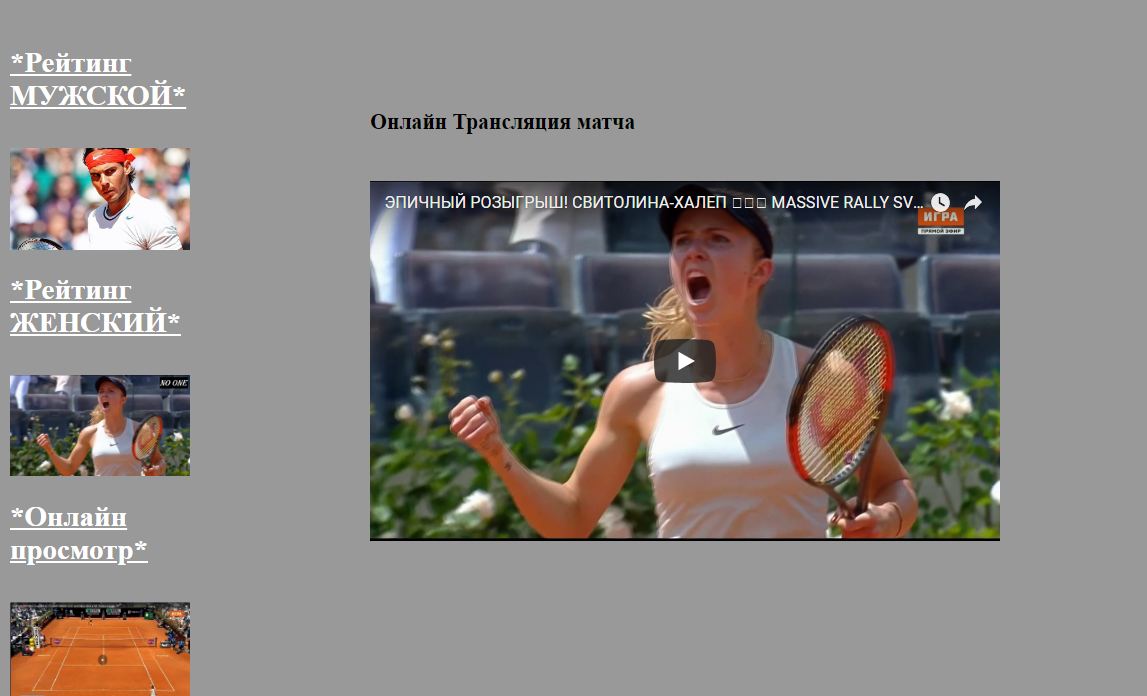 *Рейтинг
МУЖСКОЙ*
*Рейтинг
ЖЕНСКИЙ*
NO ONE
*Онлайн
просмотр*
Онлайн Трансляция матча
ЭПИЧНЫЙ РОЗЫГРЫШ! СВИТОЛИНА-ХАЛЕП MASSIVE RALLY SV...
ИГРА
ПРЯМОЙ ЭФИР